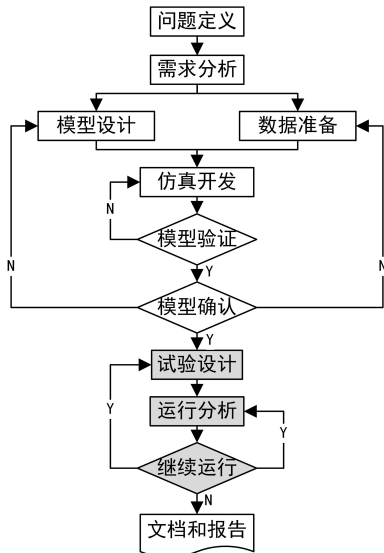 问题定义
需求分析
模型设计
数据准备
仿真开发
N
模型验证
Y
N
N
模型确认
Y
试验设计
Y
运行分析
Y
继续运行
N
文档和报告